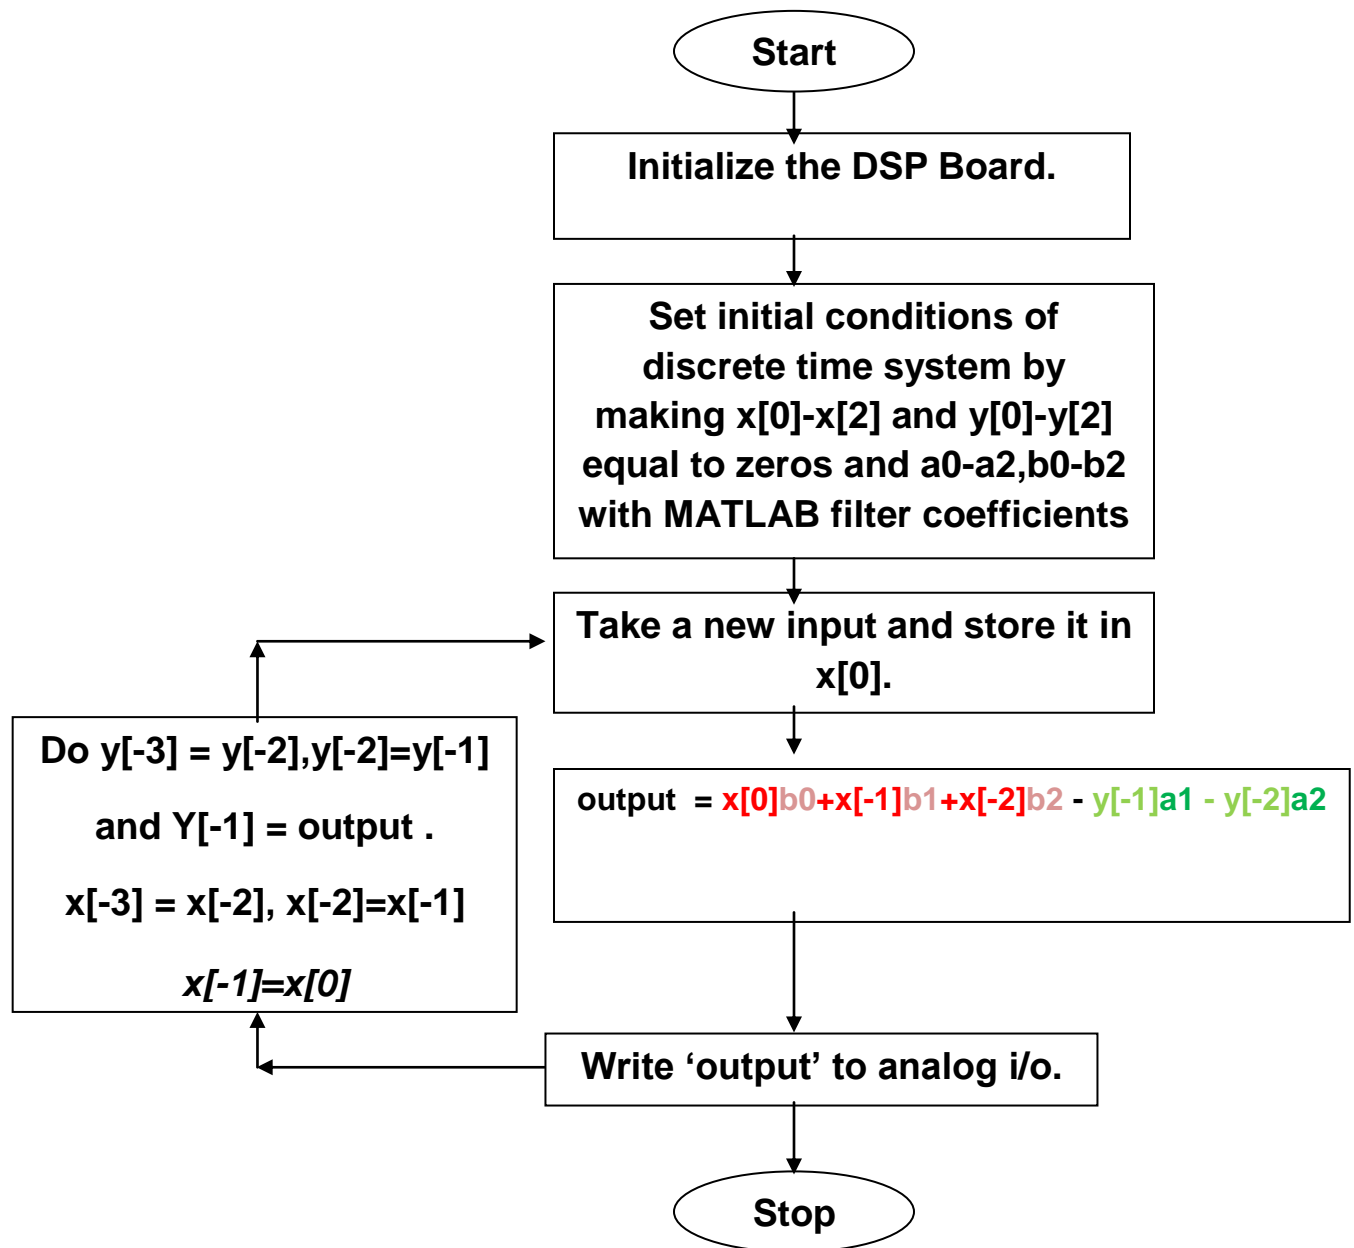 Start
Initialize the DSP Board.
Set initial conditions of
discrete time system by
making x[0]-x[2] and y[0]-y[2]
equal to zeros and a0-a2,b0-b2
with MATLAB filter coefficients
Take a new input and store it in
x[0].
output = x[0]b0+x[-1]b1+x[-2]b2 - y[-1]a1 - y[-2]a2
Write ‘output’ to analog i/o.
Do y[-3] = y[-2],y[-2]=y[-1]
and Y[-1] = output .
x[-3] = x[-2], x[-2]=x[-1]
x[-1]=x[0]
Stop